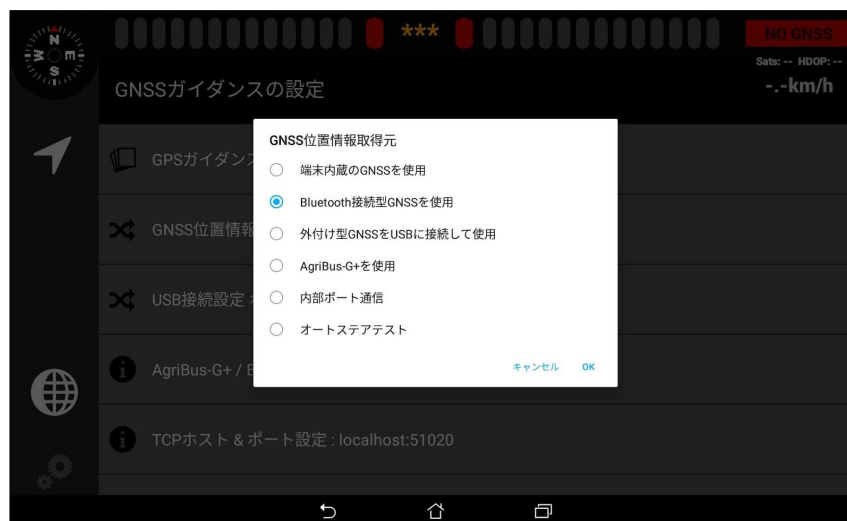 N
W
E
S
***
NO GNSS
Sats: -- HDOP: --
-.-km/h
GNSSガイダンスの設定
GPSガイダン
GNSS位置情報
USB接続設定
AgriBus-G+ /
TCPホスト & ポート設定 : localhost:51020
GNSS位置情報取得元
端末内蔵のGNSSを使用
Bluetooth接続型GNSSを使用
外付け型GNSSをUSBに接続して使用
AgriBus-G+を使用
内部ポート通信
オートステアテスト
キャンセル OK